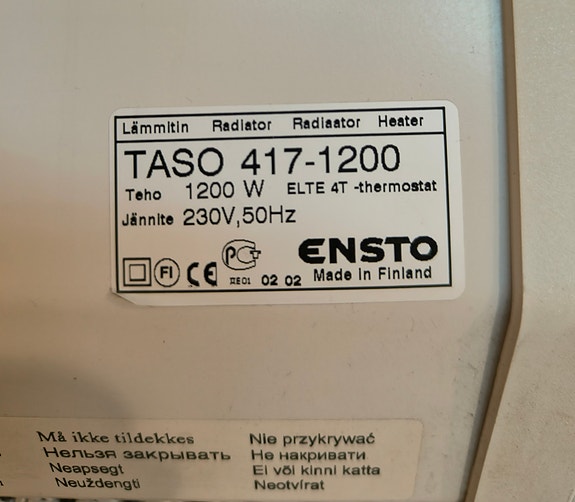 Lämmitin Radiator Radiaator Heater
TASO 417-1200
Teho 1200 W ELTE 4T -thermostat
Jännite 230V,50Hz
ENSTO
FI CE 02 02 Made in Finland
Må ikke tildekkes Nie przykrywać
Нельзя закрывать Не накривати
Neapsegt Ei või kinni katta
Neuždengti Neotvírat